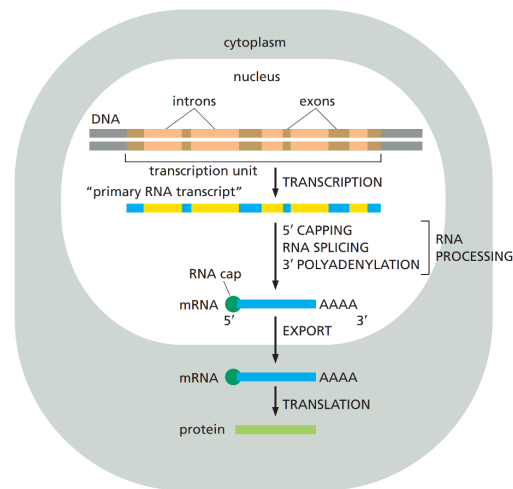 cytoplasm
nucleus
introns exons
DNA
transcription unit
TRANSCRIPTION
“primary RNA transcript”
5′ CAPPING
RNA SPLICING
3′ POLYADENYLATION
RNA
PROCESSING
RNA cap
mRNA AAAA
5′ 3′
EXPORT
mRNA AAAA
TRANSLATION
protein